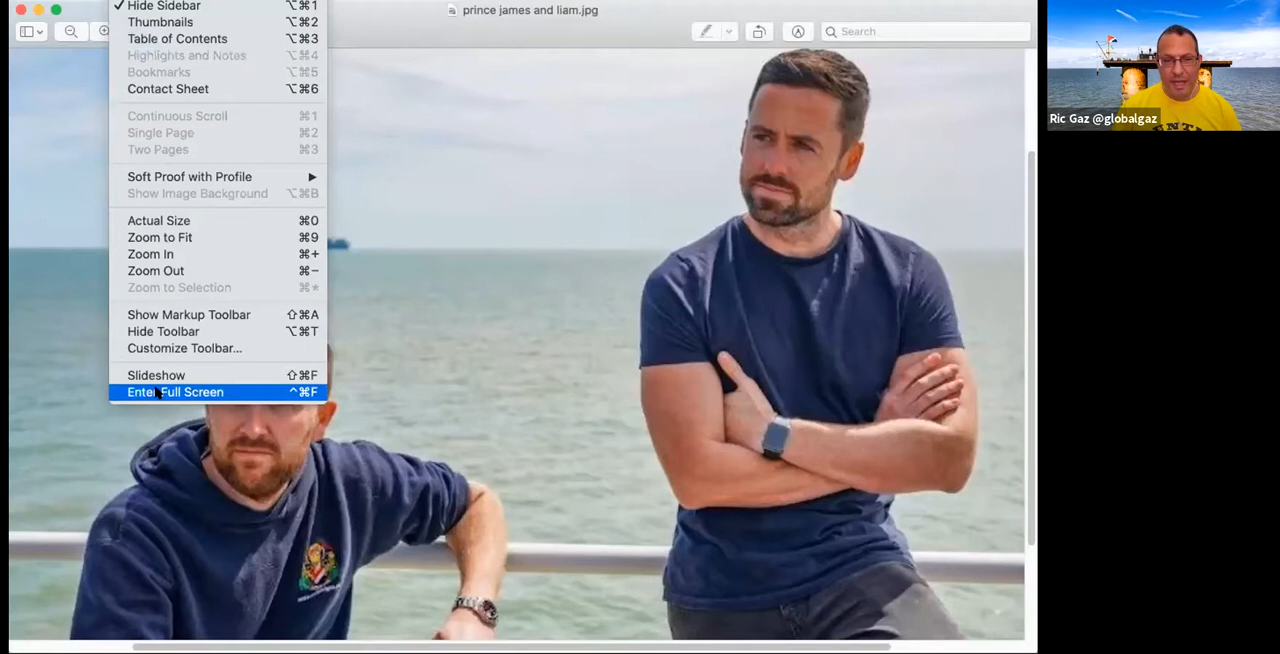 Hide Sidebar ⌥⌘1
Thumbnails ⌥⌘2
Table of Contents ⌥⌘3
Highlights and Notes ⌥⌘4
Bookmarks ⌥⌘5
Contact Sheet ⌥⌘6
Continuous Scroll ⌘1
Single Page ⌘2
Two Pages ⌘3
Soft Proof with Profile
Show Image Background ⌥⌘B
Actual Size ⌘0
Zoom to Fit ⌘9
Zoom In ⌘+
Zoom Out ⌘−
Zoom to Selection ⌘*
Show Markup Toolbar ⇧⌘A
Hide Toolbar ⌥⌘T
Customize Toolbar...
Slideshow ⇧⌘F
Enter Full Screen ^⌘F
prince james and liam.jpg
Search
Ric Gaz @globalgaz